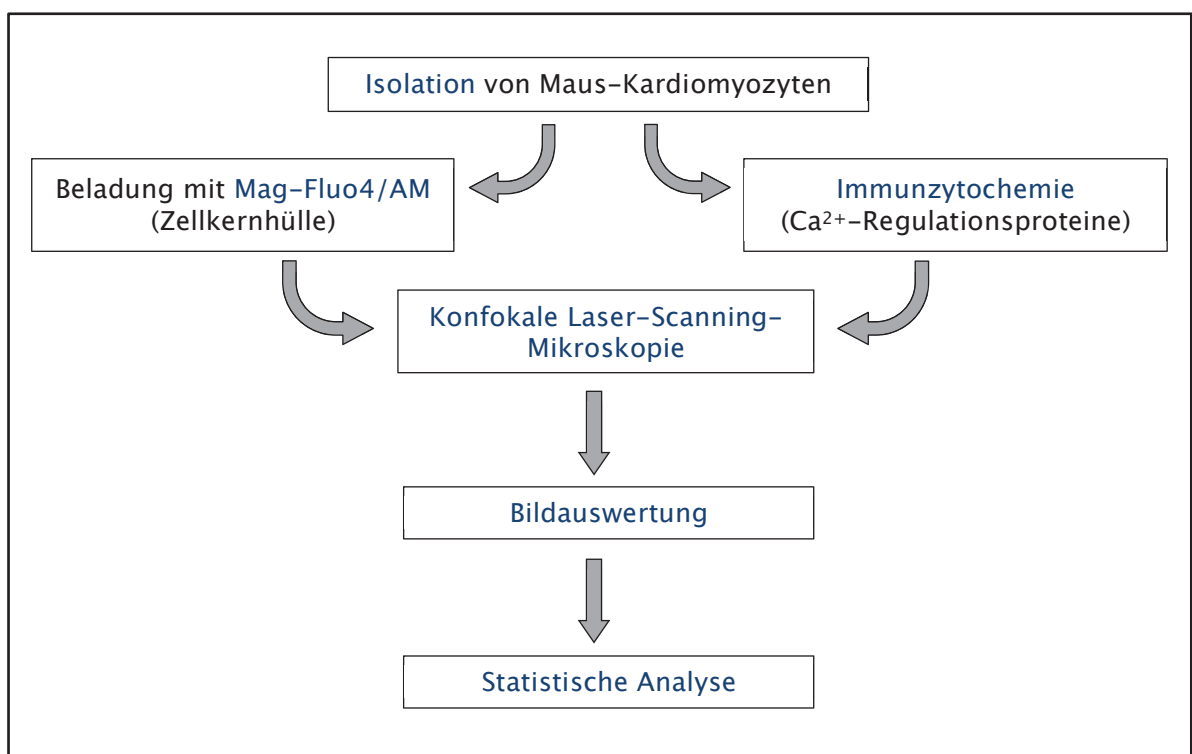 Isolation von Maus-Kardiomyozyten
Beladung mit Mag-Fluo4/AM
(Zellkernhülle)
Immunzytochemie
(Ca²⁺-Regulationsproteine)
Konfokale Laser-Scanning-
Mikroskopie
Bildauswertung
Statistische Analyse